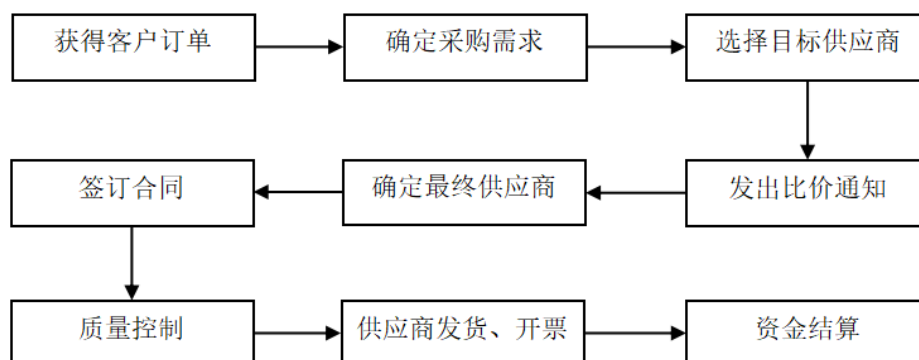 获得客户订单
确定采购需求
选择目标供应商
签订合同
确定最终供应商
发出比价通知
质量控制
供应商发货、开票
资金结算